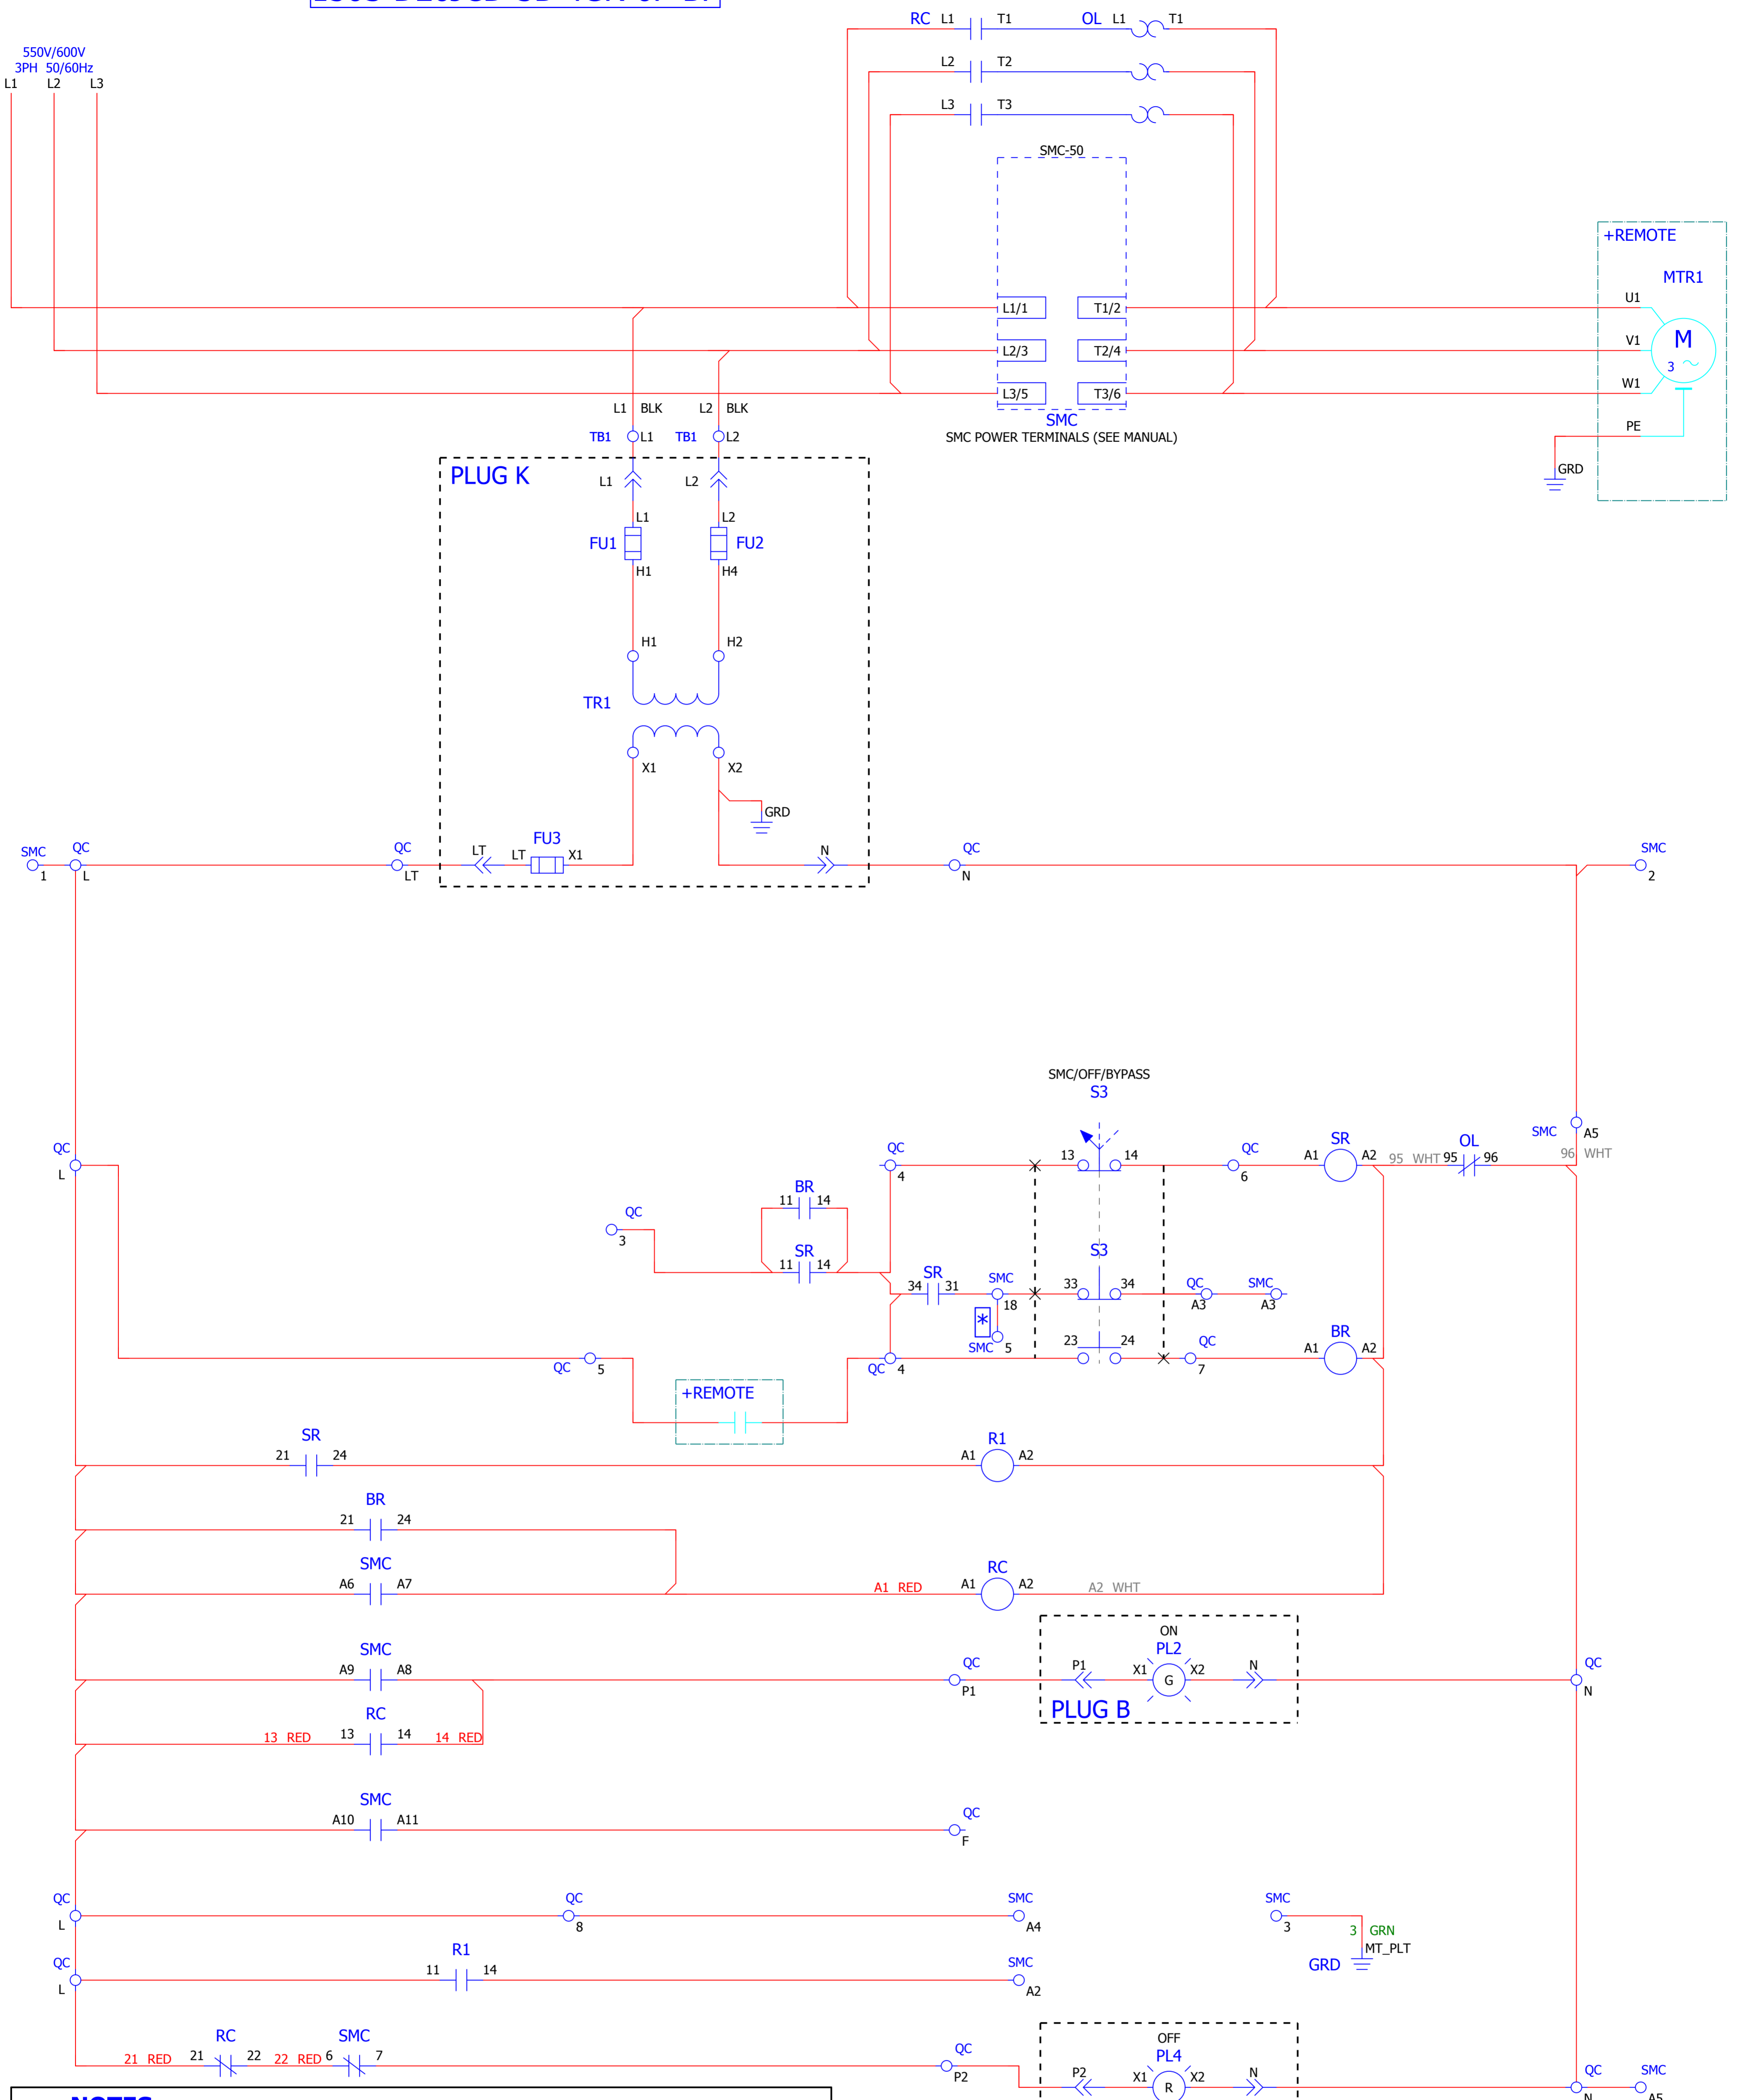 550V/600V
3PH 50/60Hz
L1 L2 L3
RC L1 T1 OL L1 T1
L2 T2
L3 T3
SMC-50
L1/1 T1/2
L2/3 T2/4
L3/5 T3/6
SMC
SMC POWER TERMINALS (SEE MANUAL)
+REMOTE
MTR1
U1
V1
W1
M
3
PE
GRD
L1 BLK L2 BLK
TB1 L1 TB1 L2
PLUG K
L1 L2
L1 L2
FU1 FU2
H1 H4
H1 H2
TR1
X1 X2
GRD
SMC QC QC FU3 QC SMC
LT LT X1 N
1 L LT N 2
SMC/OFF/BYPASS
S3
SMC A5
QC QC 13 14 QC SR OL
A1 A2 95 WHT 95 96 96 WHT
L 4 6
BR
11 14
QC
3
SR
11 14
S3
SR SMC QC SMC
34 31 33 34
18 A3 A3
*
SMC 5
23 24 QC BR
A1 A2
QC 5 QC 4 7
+REMOTE
SR R1
21 24 A1 A2
BR
21 24
SMC RC
A6 A7 A1 RED A1 A2 A2 WHT
ON
SMC QC PL2 QC
A9 A8 P1 X1 X2 N
P1 G N
PLUG B
RC
13 RED 13 14 14 RED
SMC
A10 A11 QC
F
QC QC SMC SMC
L 8 A4 3
3 GRN
MT_PLT
GRD
QC R1 SMC
11 14
L A2
OFF
RC SMC PL4
21 RED 21 22 22 RED 6 7 QC QC SMC
P2 P2 X1 X2 N
R N A5